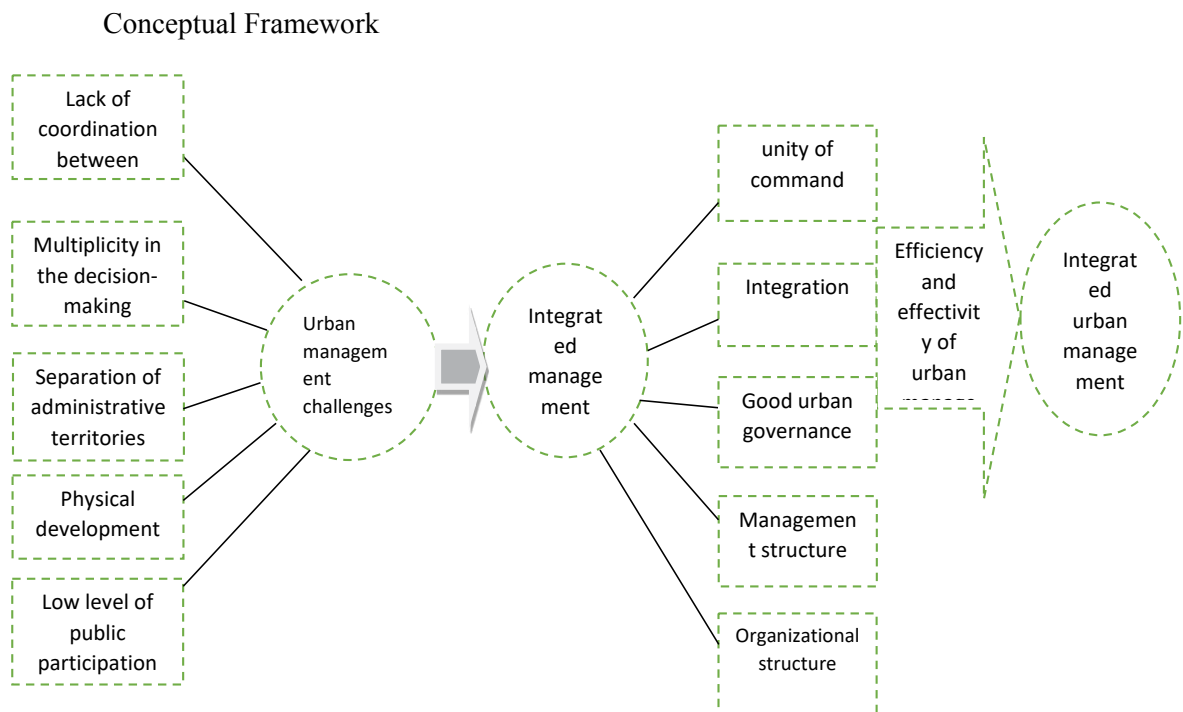 Conceptual Framework
Lack of
coordination
between
Multiplicity in
the decision-
making
Separation of
administrative
territories
Physical
development
Low level of
public
participation
Urban
managem
ent
challenges
Integrat
ed
manage
ment
unity of
command
Integration
Good urban
governance
Managemen
t structure
Organizational
structure
Efficiency
and
effectivit
y of
urban
Integrat
ed
urban
manage
ment